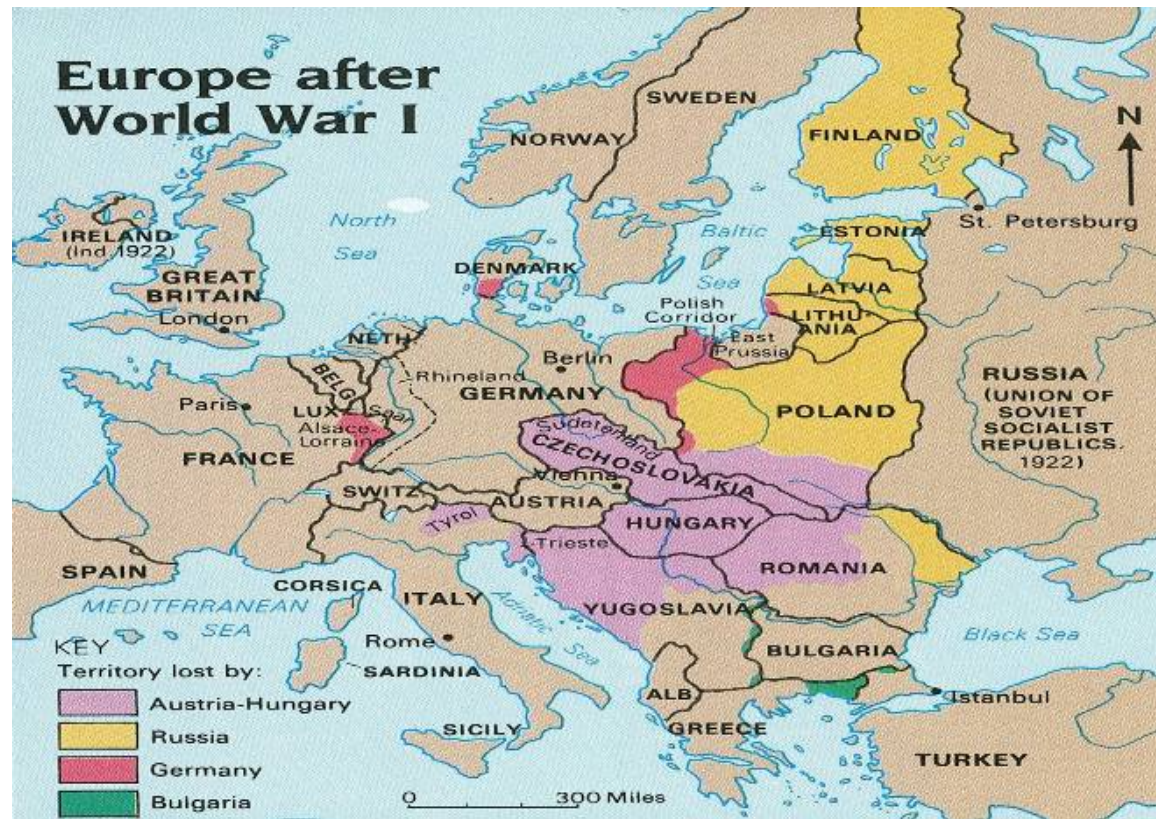 Europe after
World War I
N
NORWAY
SWEDEN
FINLAND
St. Petersburg
North
Sea
Baltic
Sea
ESTONIA
LATVIA
LITHU-
ANIA
IRELAND
(Ind. 1922)
GREAT
BRITAIN
London
DENMARK
Polish
Corridor
East
Prussia
NETH.
BELG.
LUX.
Rhineland
Saar
Alsace-
Lorraine
Berlin
GERMANY
POLAND
RUSSIA
(UNION OF
SOVIET
SOCIALIST
REPUBLICS.
1922)
Paris
FRANCE
Sudetenland
CZECHOSLOVAKIA
Vienna
SWITZ.
AUSTRIA
HUNGARY
Tyrol
Trieste
ROMANIA
SPAIN
CORSICA
ITALY
Adriatic
Sea
YUGOSLAVIA
MEDITERRANEAN
SEA
Rome
SARDINIA
BULGARIA
Black Sea
ALB.
Istanbul
SICILY
GREECE
TURKEY
KEY
Territory lost by:
Austria-Hungary
Russia
Germany
Bulgaria
0 300 Miles